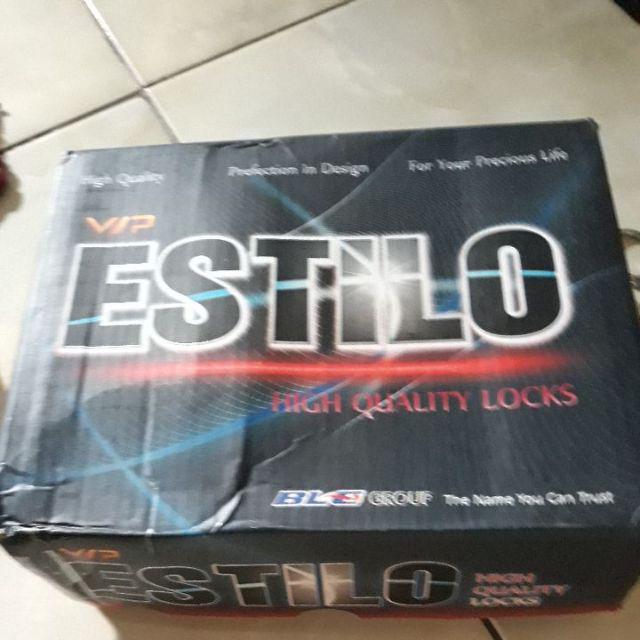 High Quality
Prefection In Design
For Your Precious Life
VIP
ESTILO
HIGH QUALITY LOCKS
GROUP The Name You Can Trust
VIP
ESTILO
HIGH
QUALITY
LOCKS